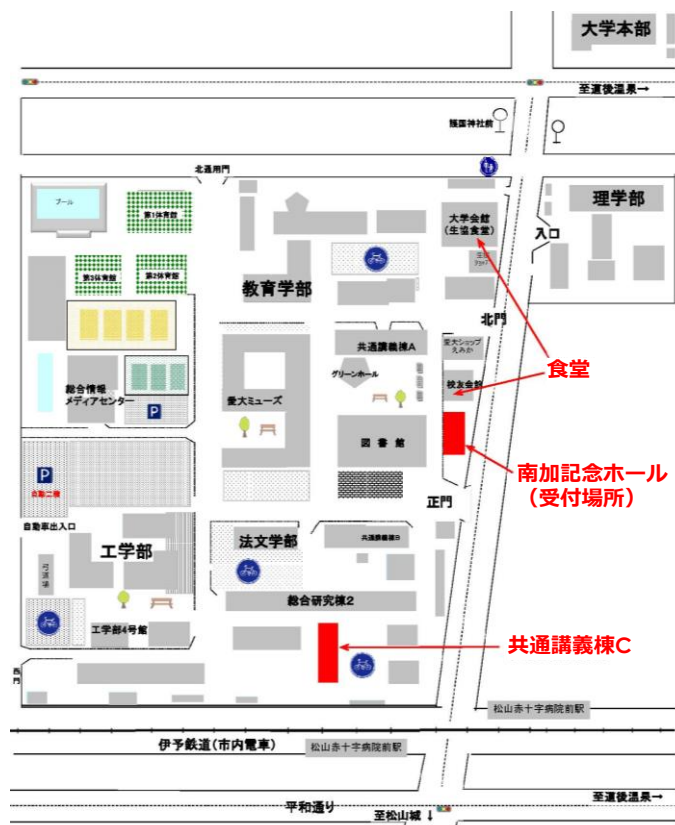 大学本部
至道後温泉→
護国神社前
北通用門
プール
第1体育館
大学会館
(生協食堂)
理学部
入口
教育学部
第3体育館
第2体育館
北門
共通講義棟A
愛大ショップ
えみか
食堂
グリーンホール
校友会館
総合情報
メディアセンター
愛大ミューズ
P
図書館
南加記念ホール
(受付場所)
P
自動二輪
正門
自動車出入口
工学部
法文学部
共通講義棟B
弓道場
総合研究棟2
工学部4号館
共通講義棟C
西門
松山赤十字病院前駅
伊予鉄道(市内電車)
松山赤十字病院前駅
至道後温泉→
平和通り
至松山城↓